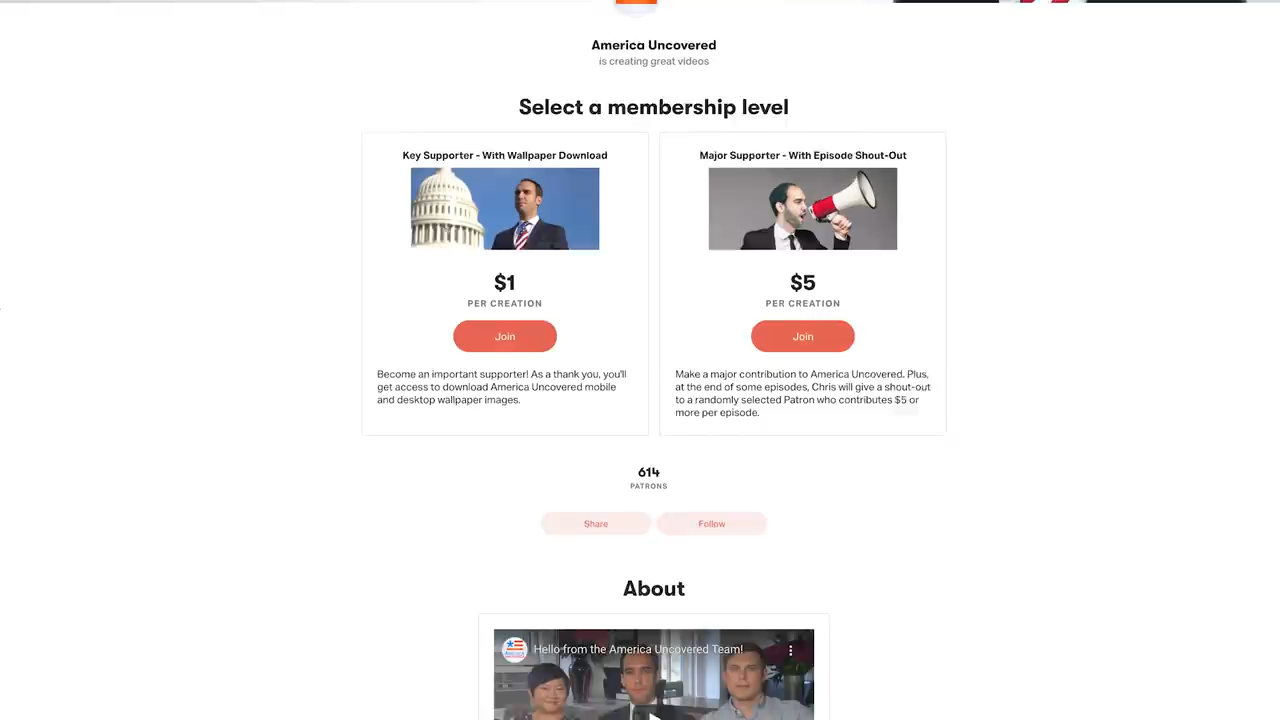 America Uncovered
is creating great videos
Select a membership level
Key Supporter - With Wallpaper Download
$1
PER CREATION
Join
Become an important supporter! As a thank you, you'll
get access to download America Uncovered mobile
and desktop wallpaper images.
Major Supporter - With Episode Shout-Out
$5
PER CREATION
Join
Make a major contribution to America Uncovered. Plus,
at the end of some episodes, Chris will give a shout-out
to a randomly selected Patron who contributes $5 or
more per episode.
614
PATRONS
Share
Follow
About
Hello from the America Uncovered Team!